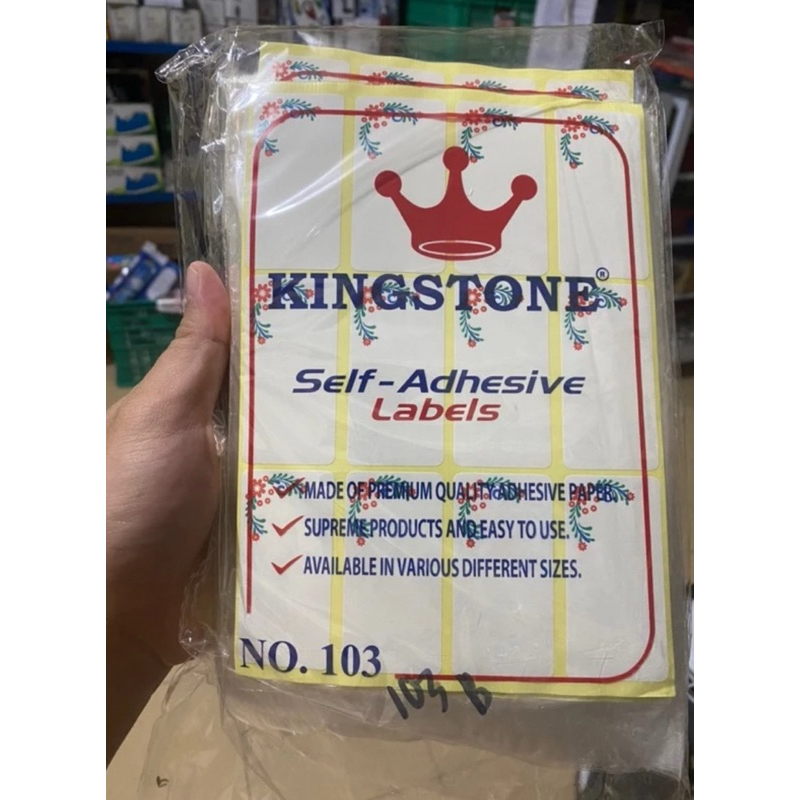 KINGSTONE®
Self-Adhesive
Labels
MADE OF PREMIUM QUALITY ADHESIVE PAPER.
SUPREME PRODUCTS AND EASY TO USE.
AVAILABLE IN VARIOUS DIFFERENT SIZES.
NO. 103
103 B